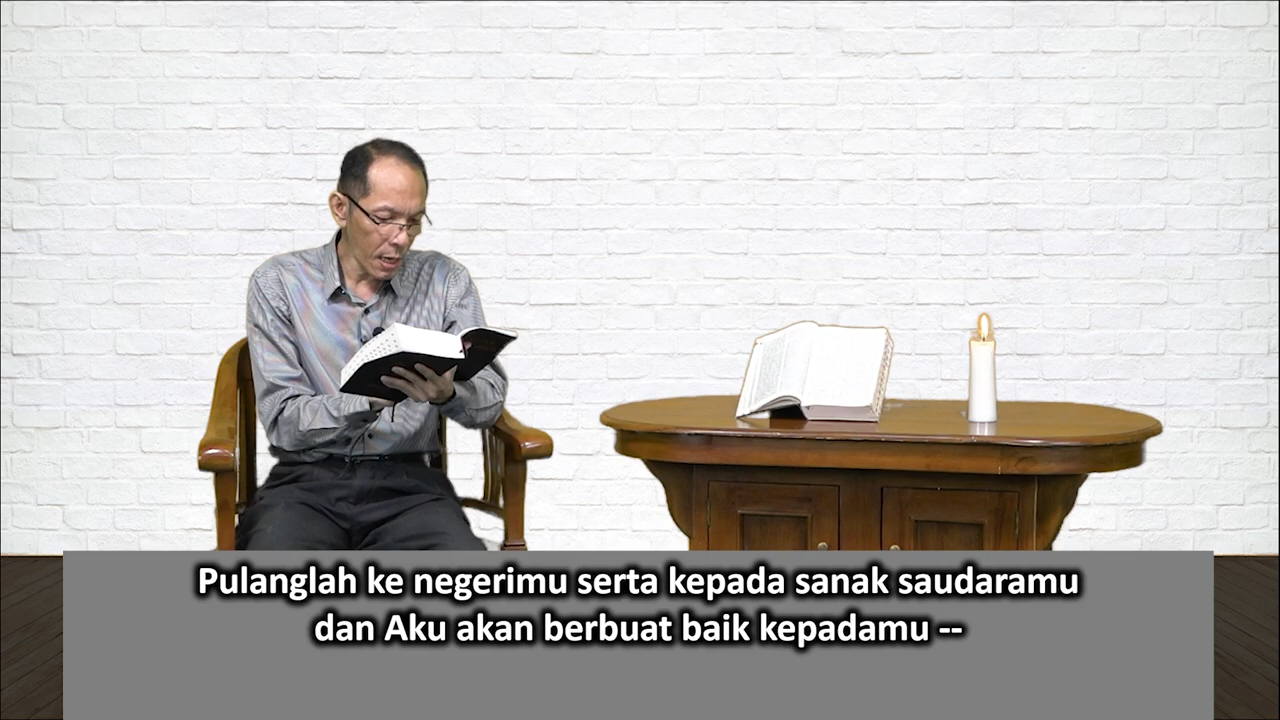 Pulanglah ke negerimu serta kepada sanak saudaramu
dan Aku akan berbuat baik kepadamu --